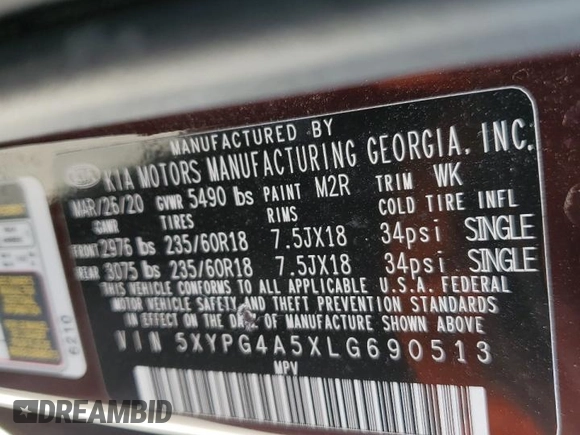 MANUFACTURED BY
KIA KIA MOTORS MANUFACTURING GEORGIA, INC.
MAR/26/20 GVWR 5490 lbs PAINT M2R TRIM WK
GAWR TIRES RIMS COLD TIRE INFL
FRONT 2976 lbs 235/60R18 7.5JX18 34psi SINGLE
REAR 3075 lbs 235/60R18 7.5JX18 34psi SINGLE
THIS VEHICLE CONFORMS TO ALL APPLICABLE U.S.A. FEDERAL
MOTOR VEHICLE SAFETY AND THEFT PREVENTION STANDARDS
IN EFFECT ON THE DATE OF MANUFACTURE SHOWN ABOVE
VIN 5XYPG4A5XLG690513
MPV
6210
DREAMBID